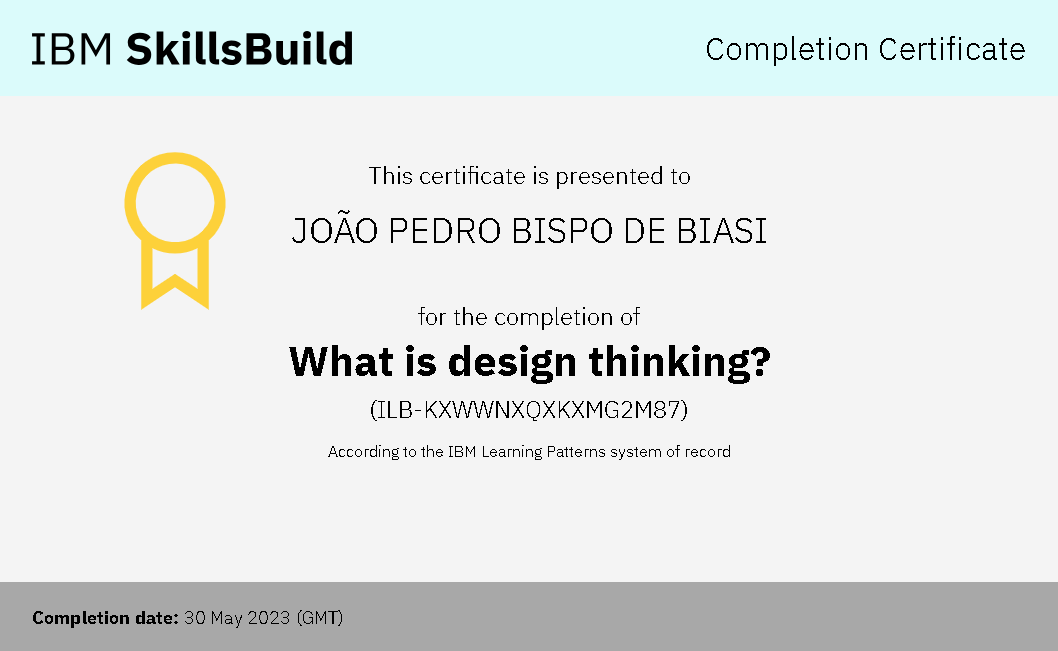 IBM SkillsBuild
Completion Certificate
This certificate is presented to
JOÃO PEDRO BISPO DE BIASI
for the completion of
What is design thinking?
(ILB-KXWWNXQXKXMG2M87)
According to the IBM Learning Patterns system of record
Completion date: 30 May 2023 (GMT)